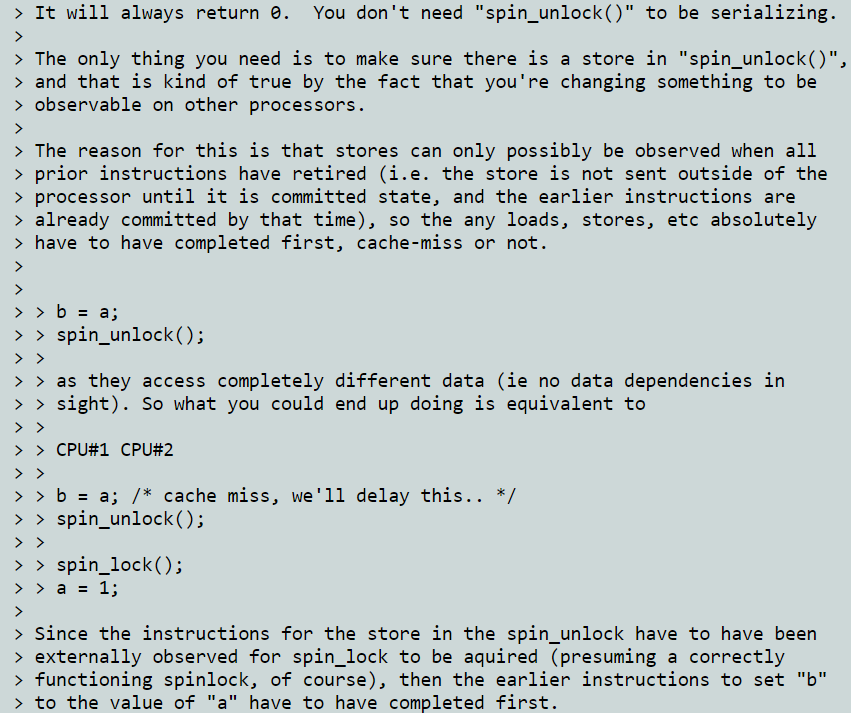 > It will always return 0.  You don't need "spin_unlock()" to be serializing.
>
> The only thing you need is to make sure there is a store in "spin_unlock()",
> and that is kind of true by the fact that you're changing something to be
> observable on other processors.
>
> The reason for this is that stores can only possibly be observed when all
> prior instructions have retired (i.e. the store is not sent outside of the
> processor until it is committed state, and the earlier instructions are
> already committed by that time), so the any loads, stores, etc absolutely
> have to have completed first, cache-miss or not.
>
>
> > b = a;
> > spin_unlock();
> >
> > as they access completely different data (ie no data dependencies in
> > sight). So what you could end up doing is equivalent to
> >
> > CPU#1 CPU#2
> >
> > b = a; /* cache miss, we'll delay this.. */
> > spin_unlock();
> >
> > spin_lock();
> > a = 1;
>
> Since the instructions for the store in the spin_unlock have to have been
> externally observed for spin_lock to be aquired (presuming a correctly
> functioning spinlock, of course), then the earlier instructions to set "b"
> to the value of "a" have to have completed first.